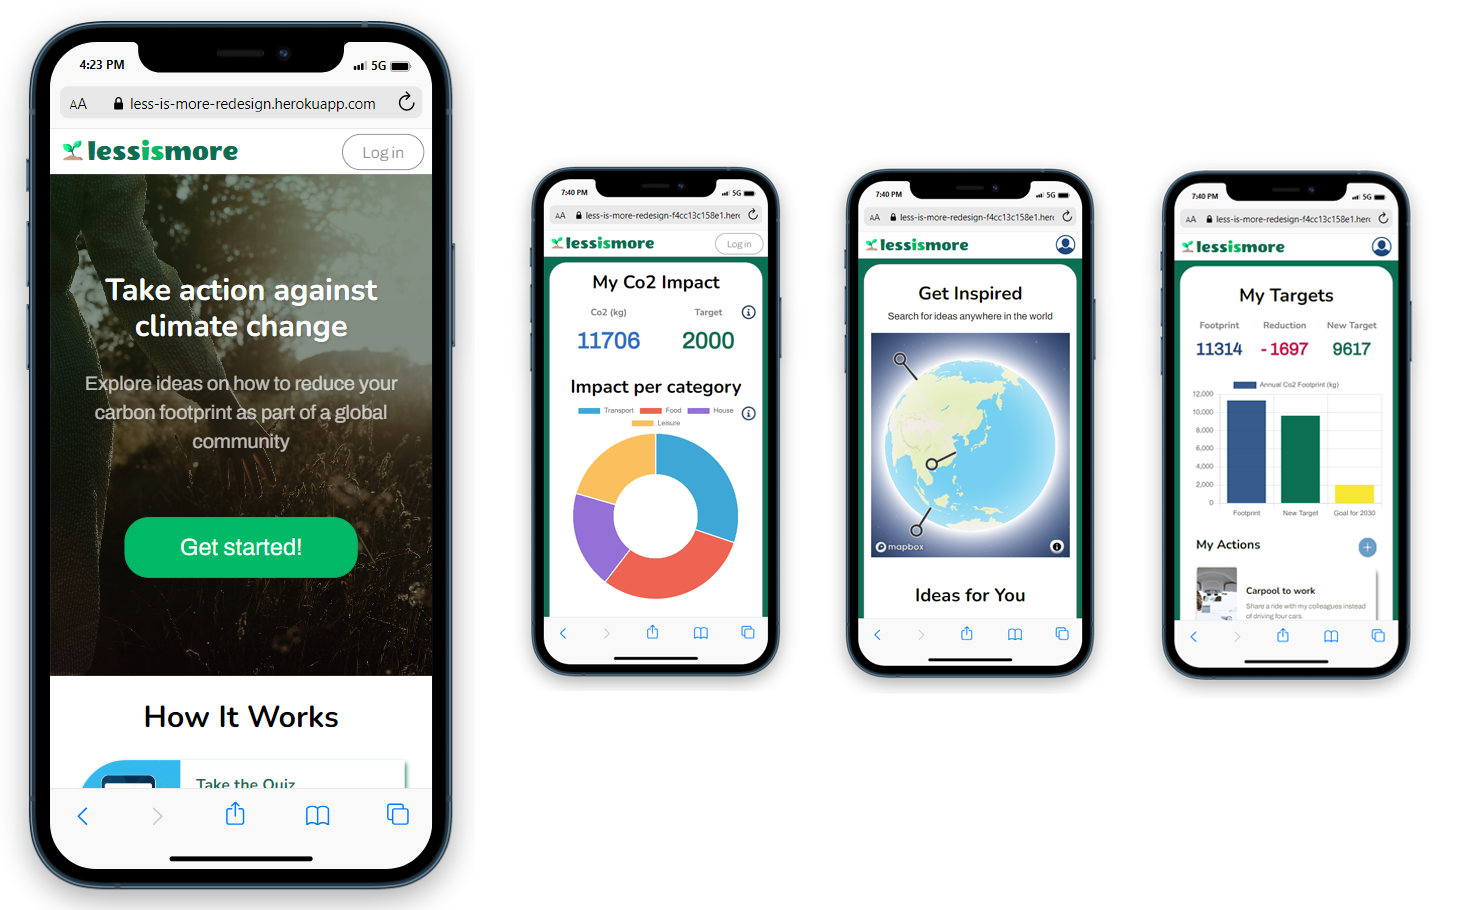 4:23 PM
5G
AA
less-is-more-redesign.herokuapp.com
lessismore
Log in
Take action against
climate change
Explore ideas on how to reduce your
carbon footprint as part of a global
community
Get started!
How It Works
Take the Quiz
7:40 PM
5G
AA
less-is-more-redesign-f4cc13c158e1.her
lessismore
Log in
My Co2 Impact
Co2 (kg)
Target
11706
2000
Impact per category
Transport
Food
House
Leisure
7:40 PM
5G
AA
less-is-more-redesign-f4cc13c158e1.her
lessismore
Get Inspired
Search for ideas anywhere in the world
mapbox
Ideas for You
7:40 PM
5G
AA
less-is-more-redesign-f4cc13c158e1.her
lessismore
My Targets
Footprint
Reduction
New Target
11314
- 1697
9617
Annual Co2 Footprint (kg)
12,000
10,000
8,000
6,000
4,000
2,000
0
Footprint
New Target
Goal for 2030
My Actions
Carpool to work
Share a ride with my colleagues instead
of driving four cars.